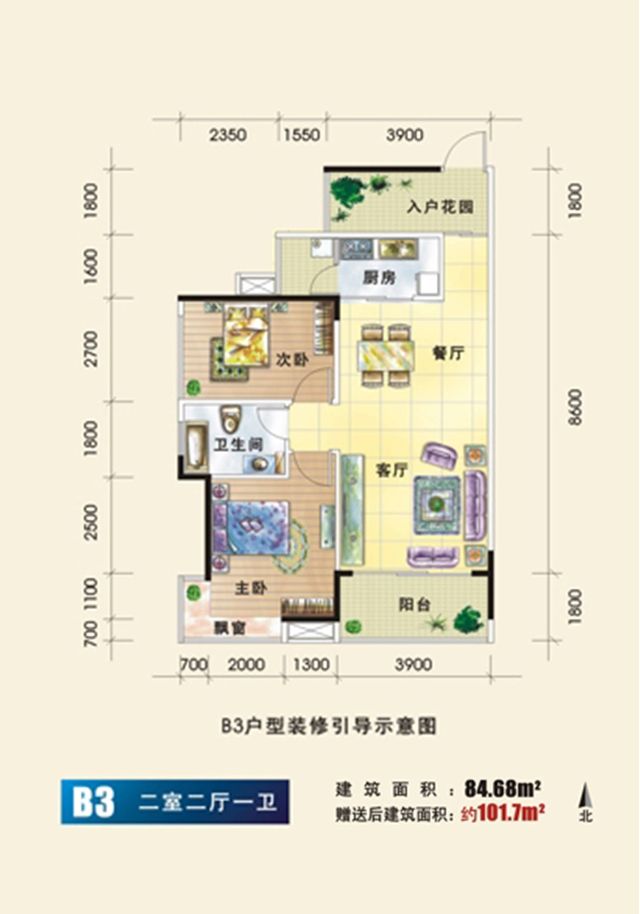 2350 1550 3900
1800 1600 2700 1800 2500 1100 700
1800 8600 1800
入户花园
厨房
餐厅
次卧
卫生间
客厅
主卧
阳台
飘窗
700 2000 1300 3900
B3户型装修引导示意图
B3 二室二厅一卫
建筑面积：84.68m²
赠送后建筑面积：约101.7m²
北